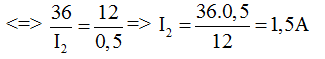 <=> 36/I₂ = 12/0,5 => I₂ = 36.0,5/12 = 1,5A